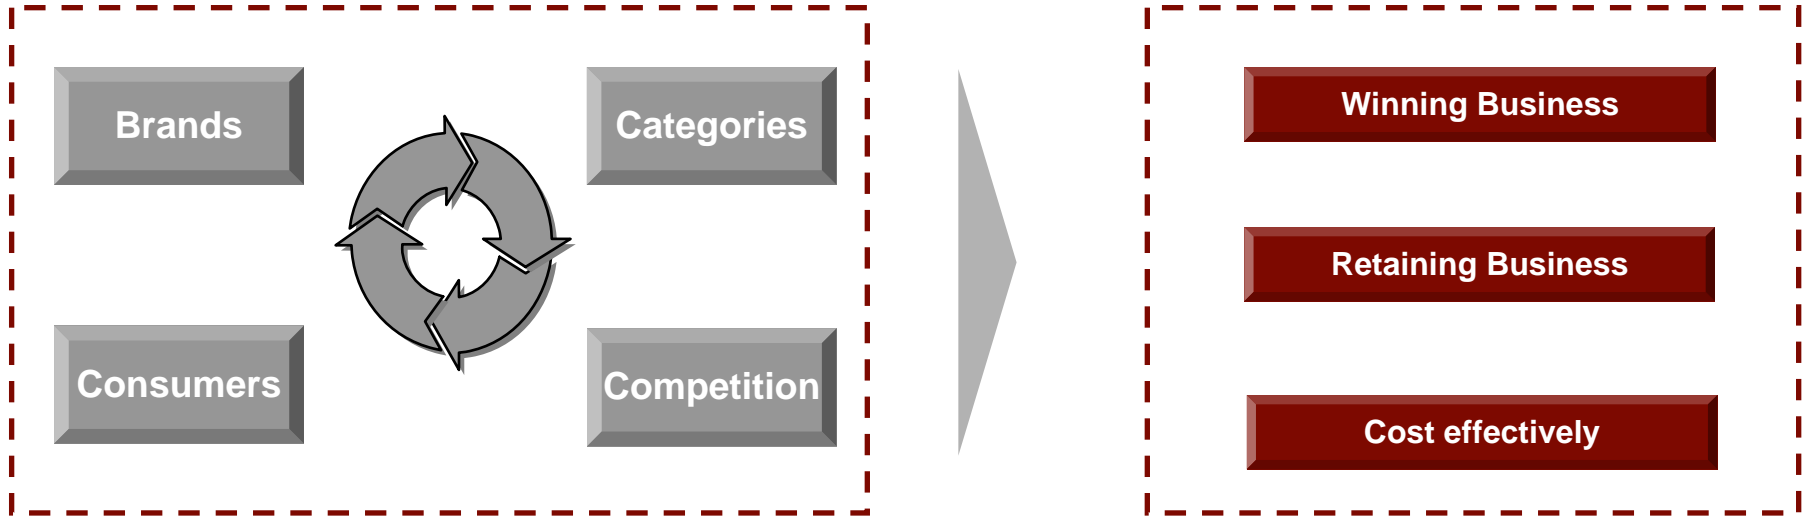 Brands
Categories
Consumers
Competition
Winning Business
Retaining Business
Cost effectively